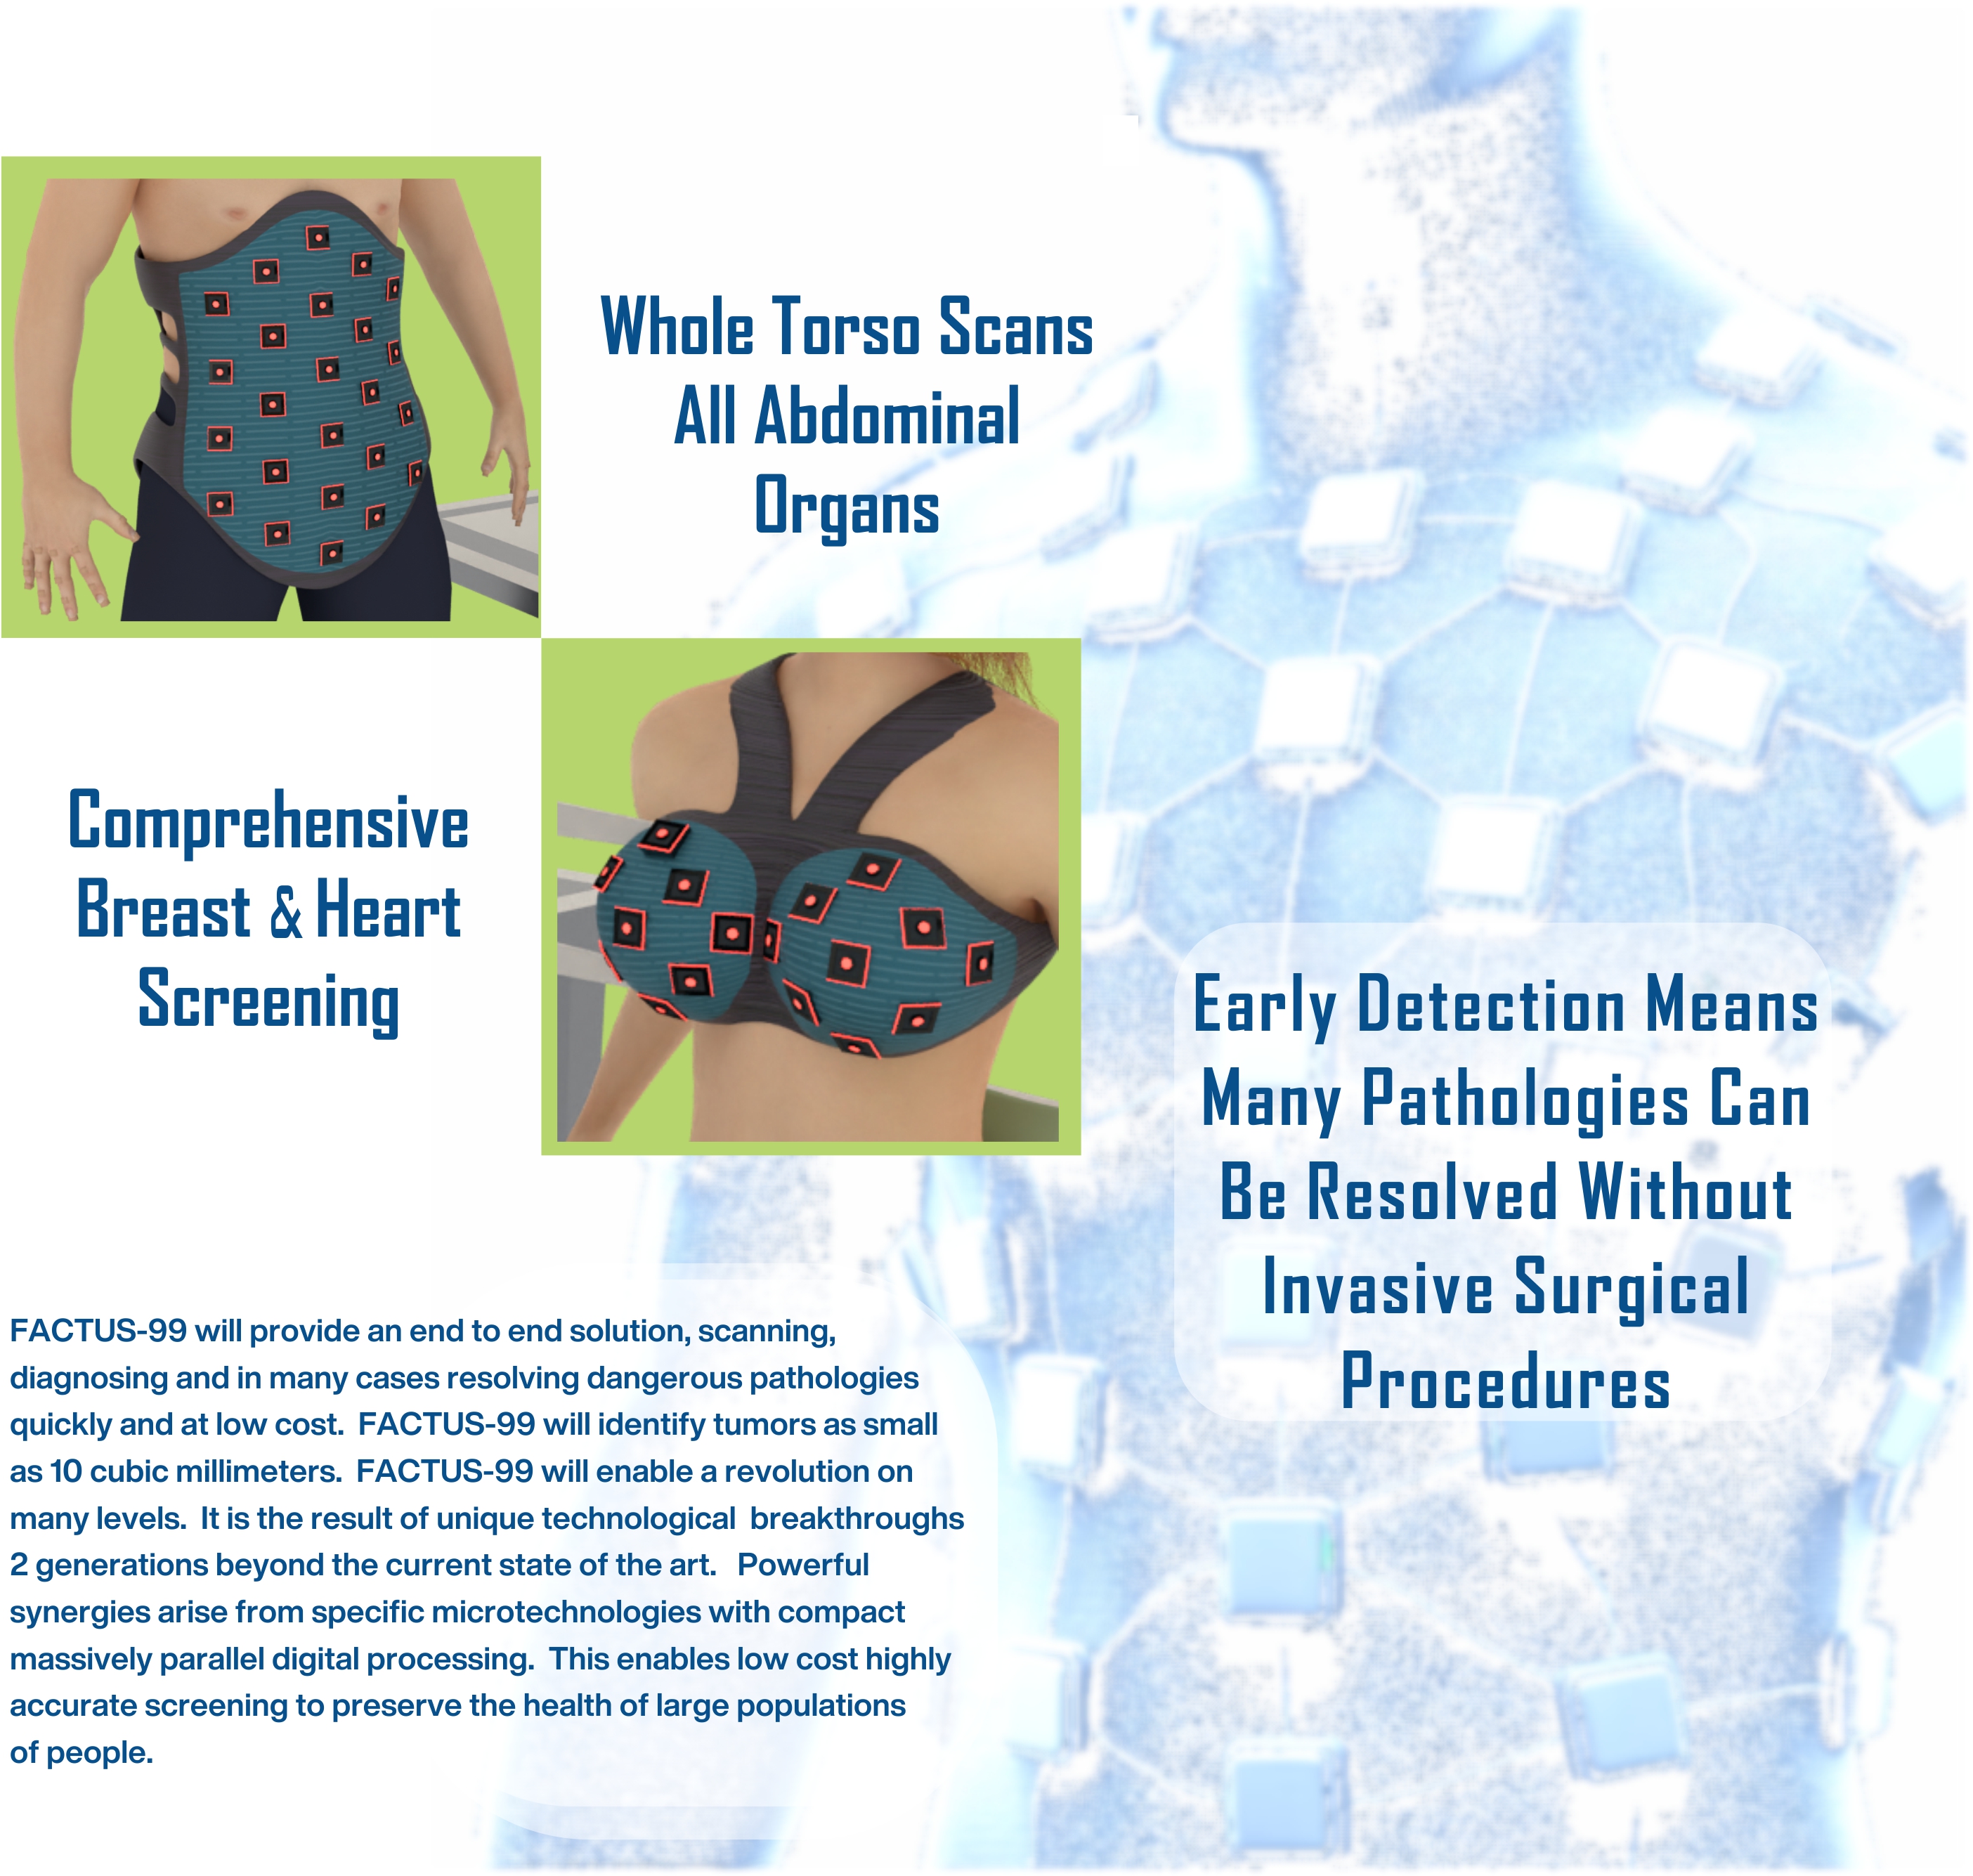 Whole Torso Scans
All Abdominal
Organs
Comprehensive
Breast & Heart
Screening
Early Detection Means
Many Pathologies Can
Be Resolved Without
Invasive Surgical
Procedures
FACTUS-99 will provide an end to end solution, scanning,
diagnosing and in many cases resolving dangerous pathologies
quickly and at low cost.  FACTUS-99 will identify tumors as small
as 10 cubic millimeters.  FACTUS-99 will enable a revolution on
many levels.  It is the result of unique technological  breakthroughs
2 generations beyond the current state of the art.   Powerful
synergies arise from specific microtechnologies with compact
massively parallel digital processing.  This enables low cost highly
accurate screening to preserve the health of large populations
of people.